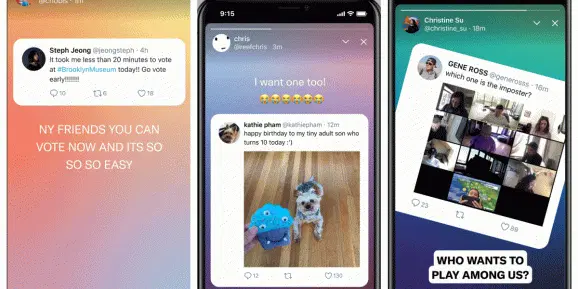 @cnobis · 1m
Steph Jeong @jeongsteph · 4h
It took me less than 20 minutes to vote
at #BrooklynMuseum today!! Go vote
early!!!!!!!!
10 6 18
NY FRIENDS YOU CAN
VOTE NOW AND ITS SO
SO SO SO EASY
9:15
chris
@reelchris · 3m
I want one too!
kathie pham @kathiepham · 12m
happy birthday to my tiny adult son who
turns 10 today :')
12 130
Christine Su
@christine_su · 18m
GENE ROSS @generosss · 16m
which one is the imposter?
23 89
WHO WANTS TO
PLAY AMONG US?